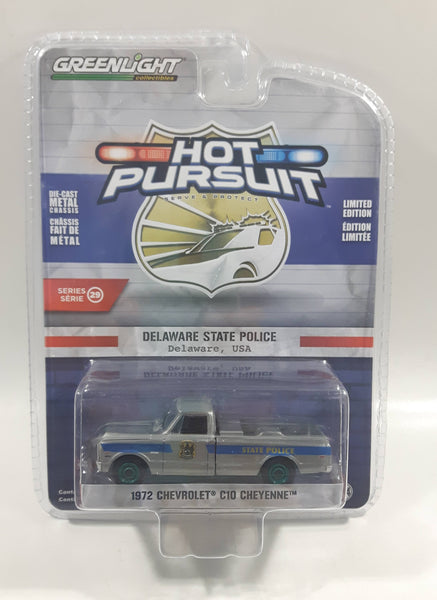 GREENLIGHT
collectibles
HOT
PURSUIT™
SERVE & PROTECT
DIE-CAST
METAL
CHASSIS
CHÂSSIS
FAIT DE
MÉTAL
LIMITED
EDITION
ÉDITION
LIMITÉE
SERIES
SÉRIE
29
DELAWARE STATE POLICE
Delaware, USA
STATE POLICE
1972 CHEVROLET® C10 CHEYENNE™